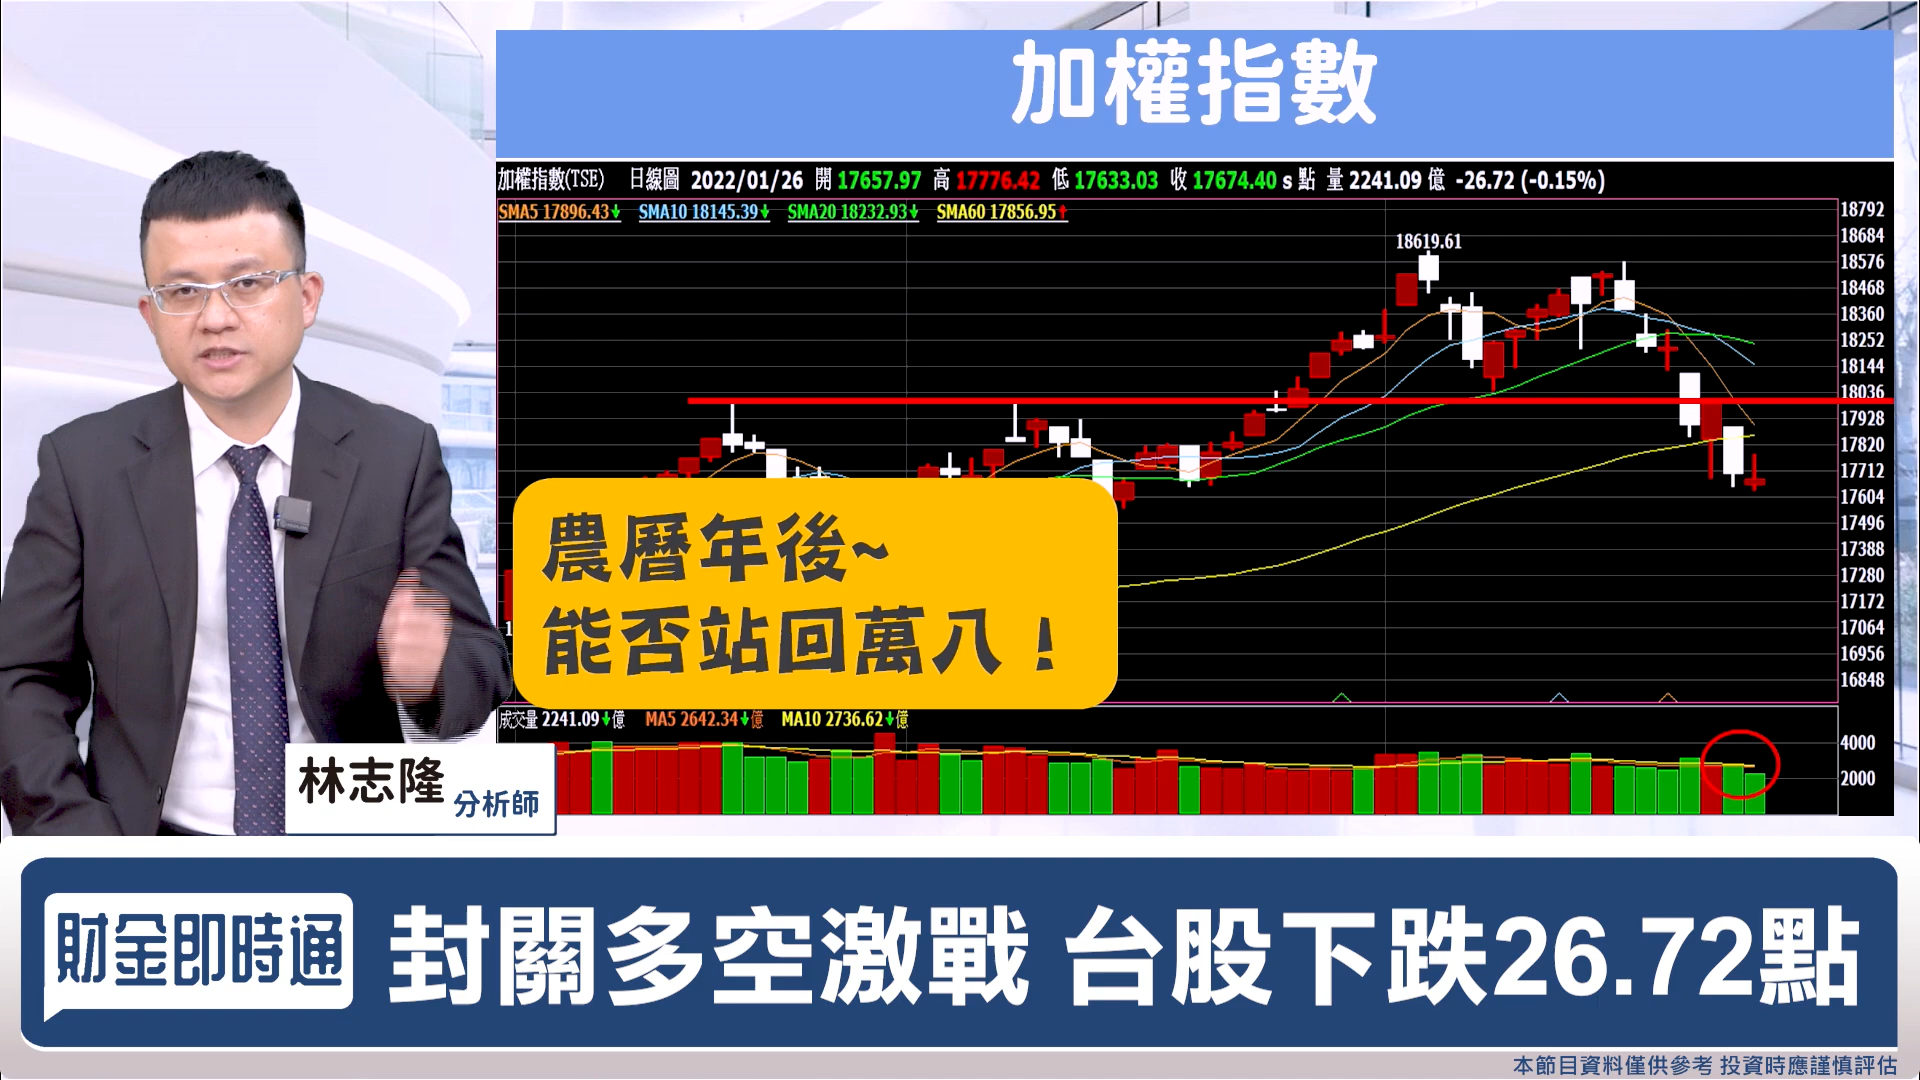 加權指數
加權指數(TSE) 日線圖 2022/01/26 開 17657.97 高 17776.42 低 17633.03 收 17674.40 s 點 量 2241.09 億 -26.72 (-0.15%)
SMA5 17896.43↓ SMA10 18145.39↓ SMA20 18232.93↓ SMA60 17856.95↑
18619.61
18792
18684
18576
18468
18360
18252
18144
18036
17928
17820
17712
17604
17496
17388
17280
17172
17064
16956
16848
農曆年後~
能否站回萬八！
成交量 2241.09↓億 MA5 2642.34↓億 MA10 2736.62↓億
4000
2000
林志隆 分析師
財金即時通
封關多空激戰 台股下跌26.72點
本節目資料僅供參考 投資時應謹慎評估